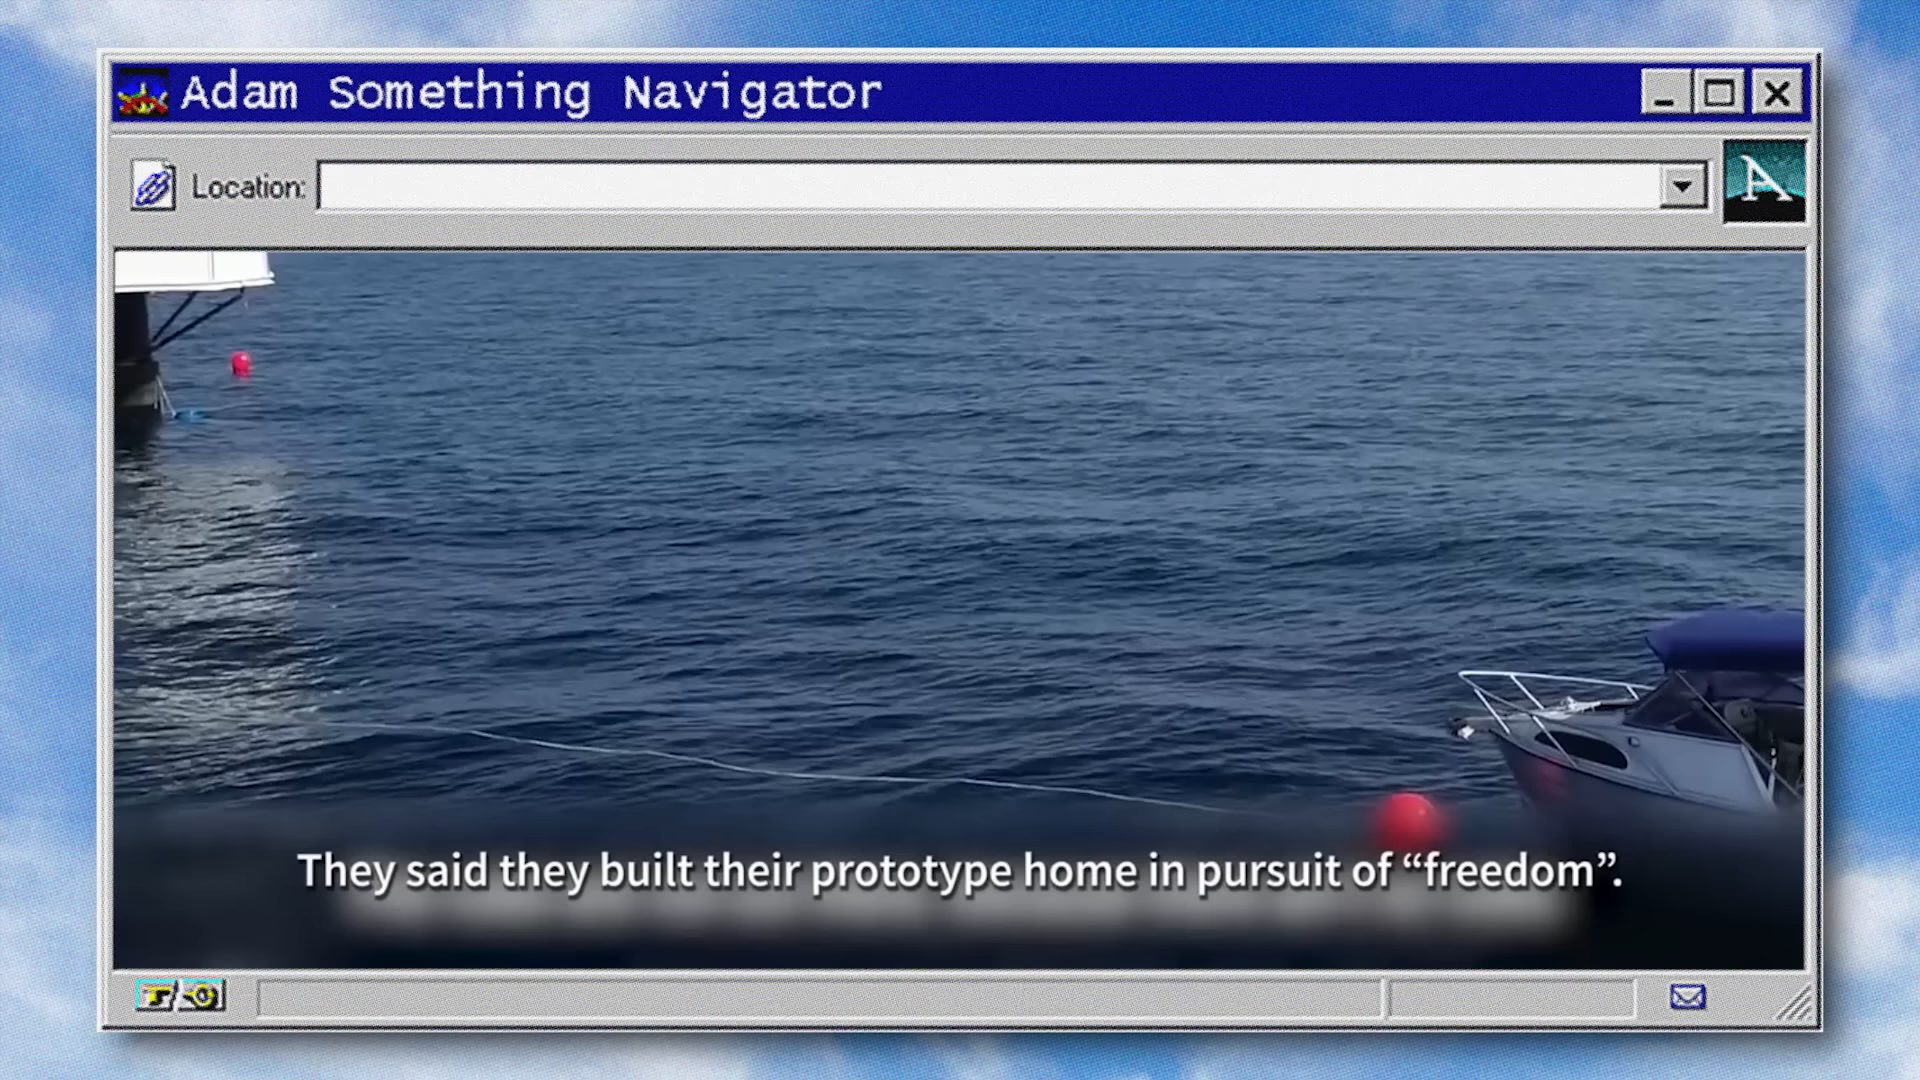 Adam Something Navigator
Location:
A
They said they built their prototype home in pursuit of “freedom”.